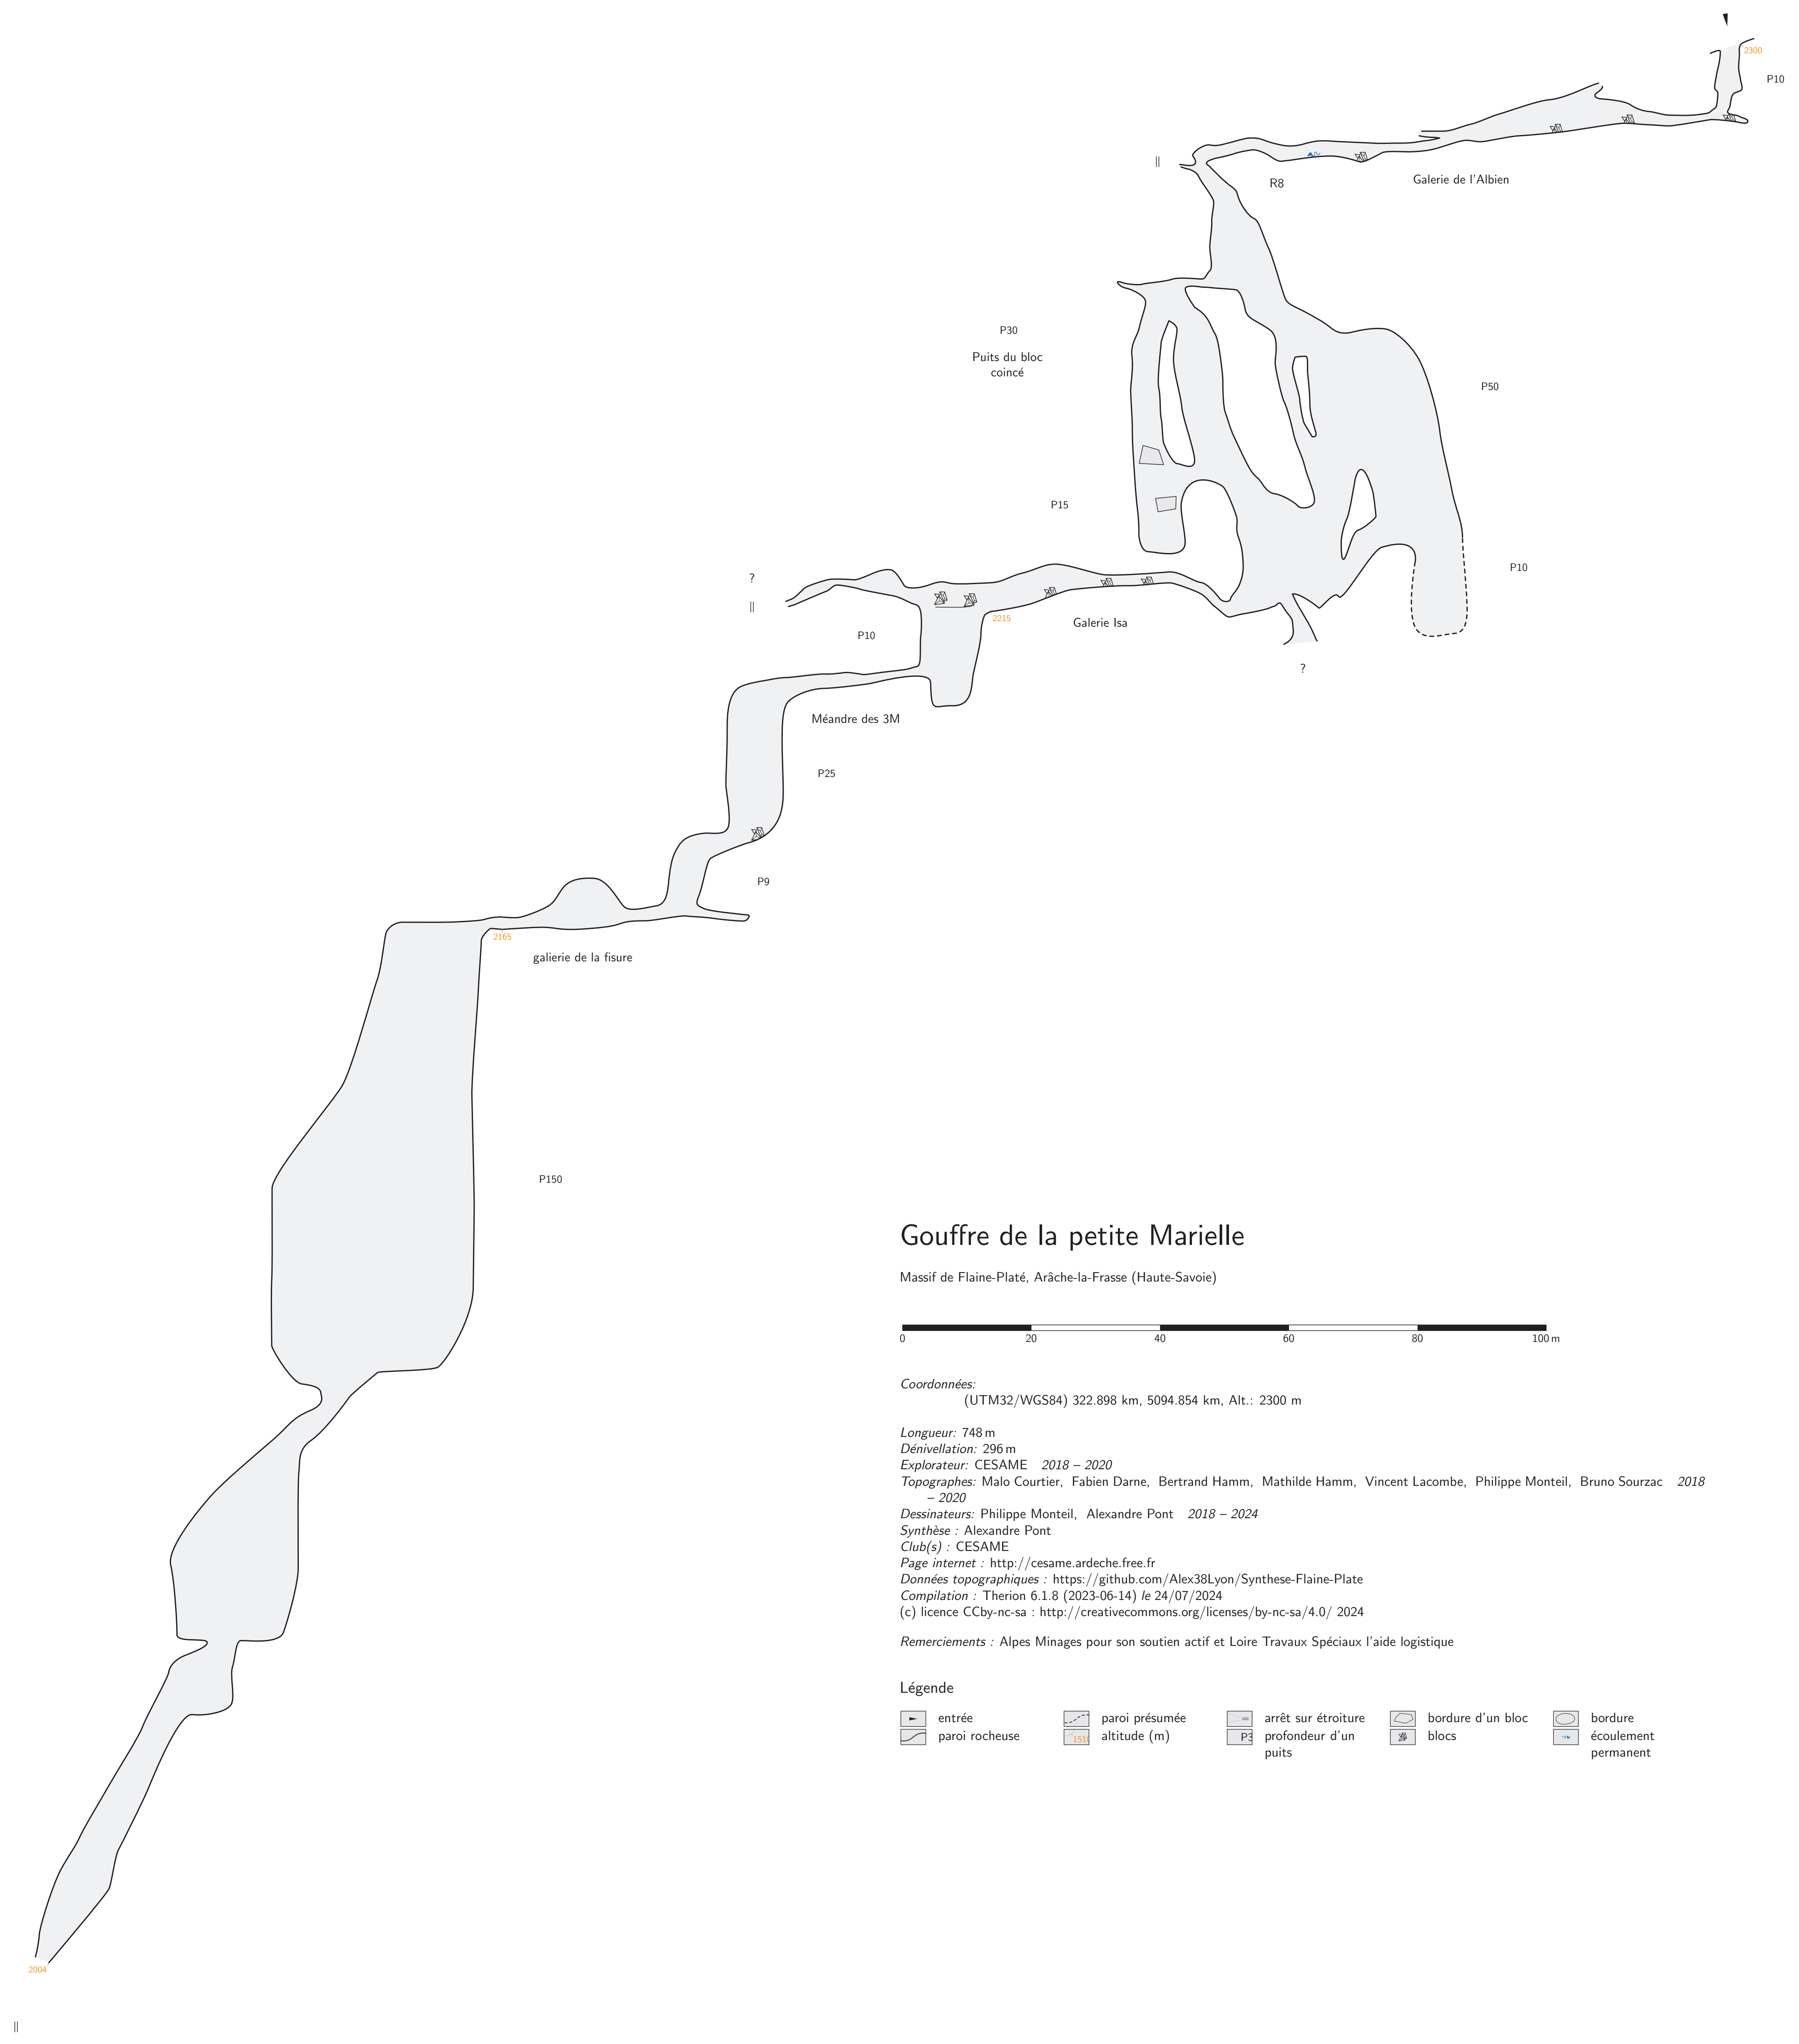 2300
P10
||
R8
Galerie de l'Albien
P30
Puits du bloc
coincé
P50
P15
P10
?
||
2215
Galerie Isa
P10
?
Méandre des 3M
P25
P9
2165
galierie de la fisure
P150
Gouffre de la petite Marielle
Massif de Flaine-Platé, Arâche-la-Frasse (Haute-Savoie)
0 20 40 60 80 100 m
Coordonnées:
(UTM32/WGS84) 322.898 km, 5094.854 km, Alt.: 2300 m
Longueur: 748 m
Dénivellation: 296 m
Explorateur: CESAME 2018 – 2020
Topographes: Malo Courtier, Fabien Darne, Bertrand Hamm, Mathilde Hamm, Vincent Lacombe, Philippe Monteil, Bruno Sourzac 2018
– 2020
Dessinateurs: Philippe Monteil, Alexandre Pont 2018 – 2024
Synthèse : Alexandre Pont
Club(s) : CESAME
Page internet : http://cesame.ardeche.free.fr
Données topographiques : https://github.com/Alex38Lyon/Synthese-Flaine-Plate
Compilation : Therion 6.1.8 (2023-06-14) le 24/07/2024
(c) licence CCby-nc-sa : http://creativecommons.org/licenses/by-nc-sa/4.0/ 2024
Remerciements : Alpes Minages pour son soutien actif et Loire Travaux Spéciaux l'aide logistique
Légende
entrée
paroi rocheuse
paroi présumée
1510 altitude (m)
arrêt sur étroiture
P3 profondeur d'un
puits
bordure d'un bloc
blocs
bordure
écoulement
permanent
2004
||